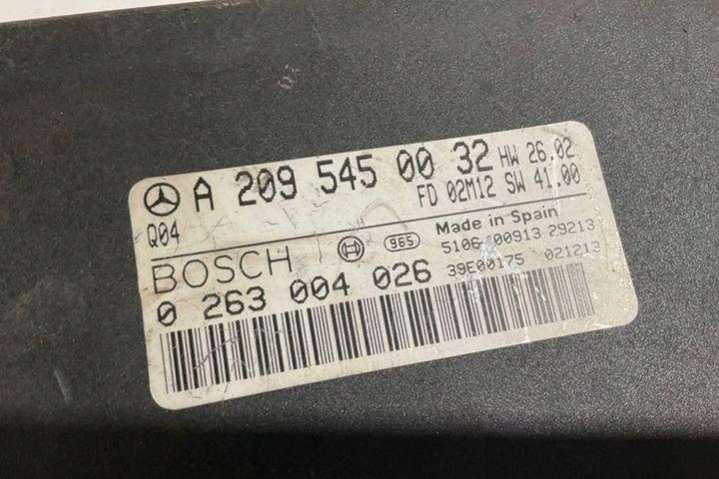 A 209 545 00 32 HW 26.02
Q04 FD 02M12 SW 41.00
BOSCH 965 Made in Spain
5106 00913 29213
0 263 004 026 39E00175 021213